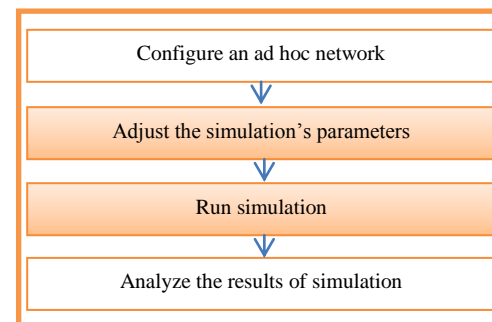 Configure an ad hoc network
Adjust the simulation’s parameters
Run simulation
Analyze the results of simulation